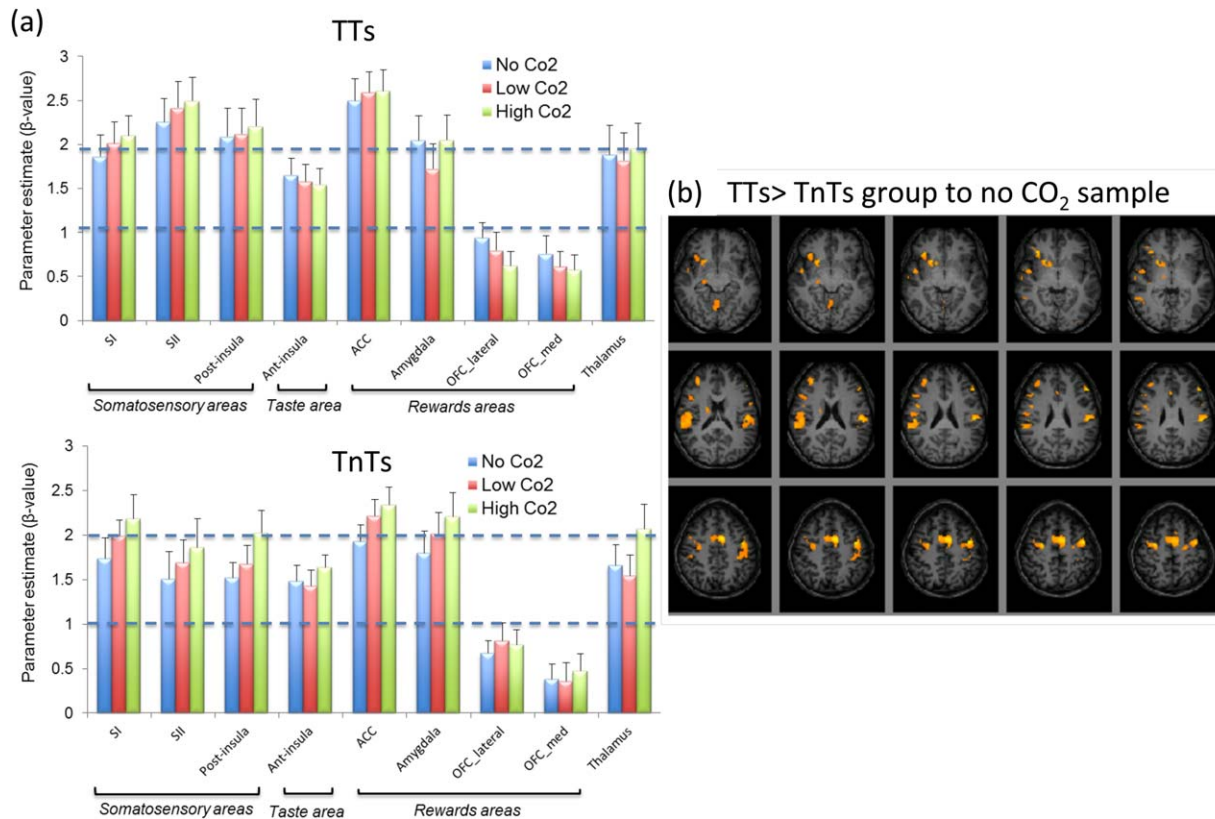 (a)
TTs
Parameter estimate (β-value)
3
2.5
2
1.5
1
0.5
0
No Co2
Low Co2
High Co2
SI
SII
Post-insula
Ant-insula
ACC
Amygdala
OFC_lateral
OFC_med
Thalamus
Somatosensory areas
Taste area
Rewards areas
TnTs
Parameter estimate (β-value)
3
2.5
2
1.5
1
0.5
0
No Co2
Low Co2
High Co2
SI
SII
Post-insula
Ant-insula
ACC
Amygdala
OFC_lateral
OFC_med
Thalamus
Somatosensory areas
Taste area
Rewards areas
(b) TTs> TnTs group to no CO₂ sample